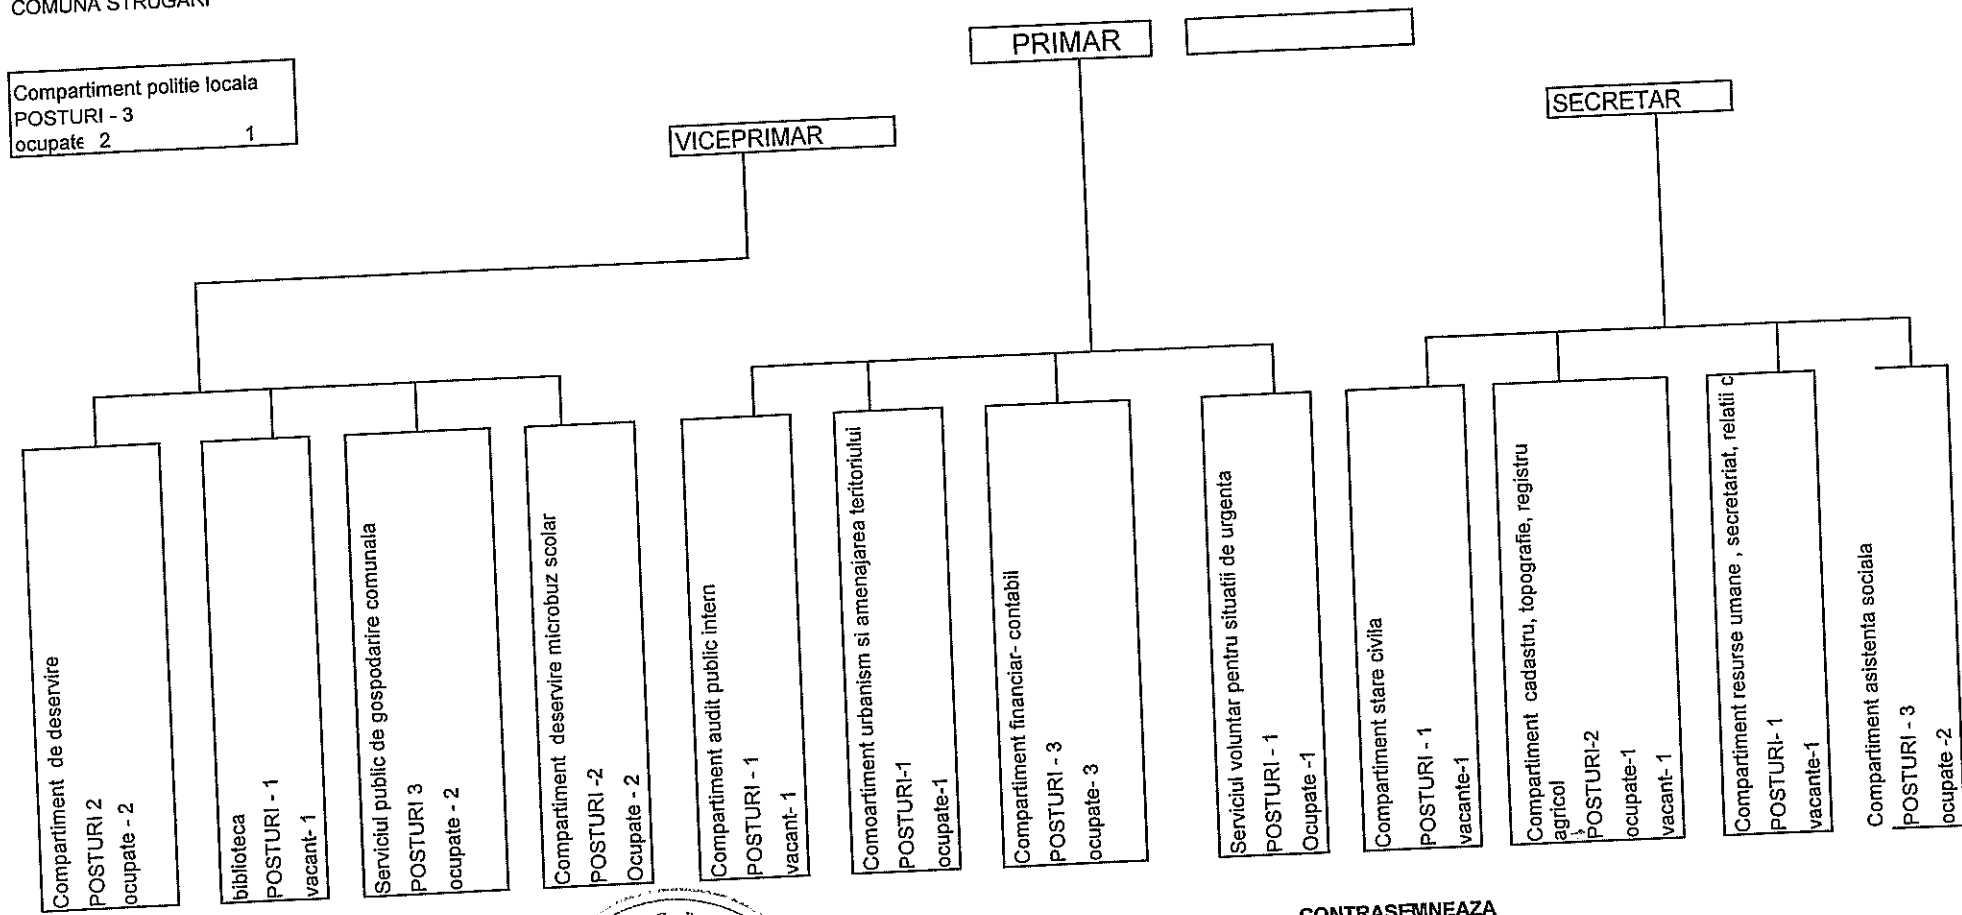 COMUNA STRUGARI
PRIMAR
Compartiment politie locala
POSTURI - 3
ocupate 2 1
VICEPRIMAR
SECRETAR
Compartiment de deservire
POSTURI 2
ocupate - 2
biblioteca
POSTURI - 1
vacant- 1
Serviciul public de gospodarire comunala
POSTURI 3
ocupate - 2
Compartiment deservire microbuz scolar
POSTURI -2
Ocupate - 2
Compartiment audit public intern
POSTURI - 1
vacant- 1
Comoartiment urbanism si amenajarea teritoriului
POSTURI-1
ocupate-1
Compartiment financiar- contabil
POSTURI - 3
ocupate- 3
Serviciul voluntar pentru situatii de urgenta
POSTURI - 1
Ocupate -1
Compartiment stare civila
POSTURI - 1
vacante-1
Compartiment cadastru, topografie, registru
agricol
POSTURI-2
ocupate-1
vacant- 1
Compartiment resurse umane , secretariat, relatii c
POSTURI- 1
vacante-1
Compartiment asistenta sociala
POSTURI - 3
ocupate -2
CONTRASEMNEAZA